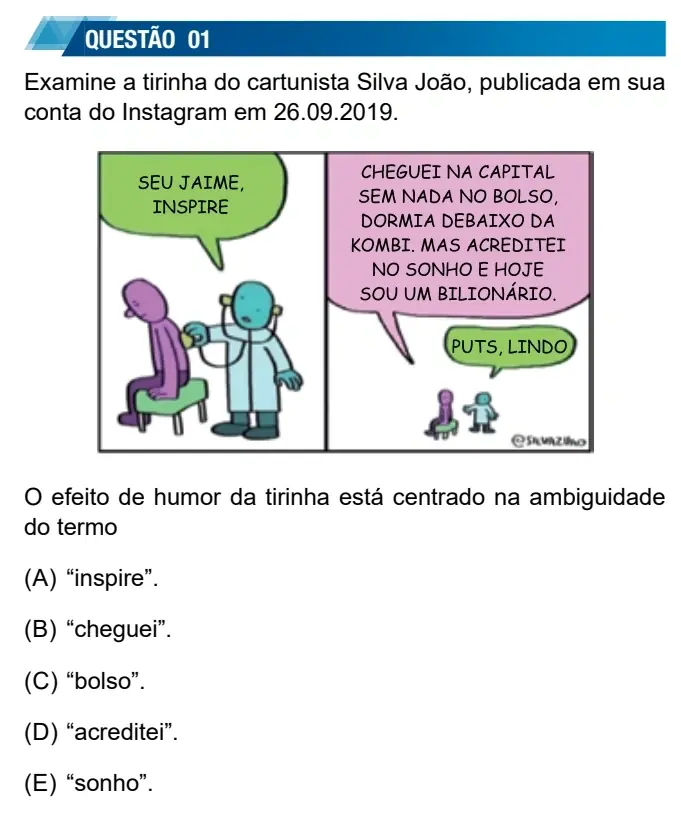 QUESTÃO 01
Examine a tirinha do cartunista Silva João, publicada em sua
conta do Instagram em 26.09.2019.
SEU JAIME,
INSPIRE
CHEGUEI NA CAPITAL
SEM NADA NO BOLSO,
DORMIA DEBAIXO DA
KOMBI. MAS ACREDITEI
NO SONHO E HOJE
SOU UM BILIONÁRIO.
PUTS, LINDO
O efeito de humor da tirinha está centrado na ambiguidade
do termo
(A) “inspire”.
(B) “cheguei”.
(C) “bolso”.
(D) “acreditei”.
(E) “sonho”.